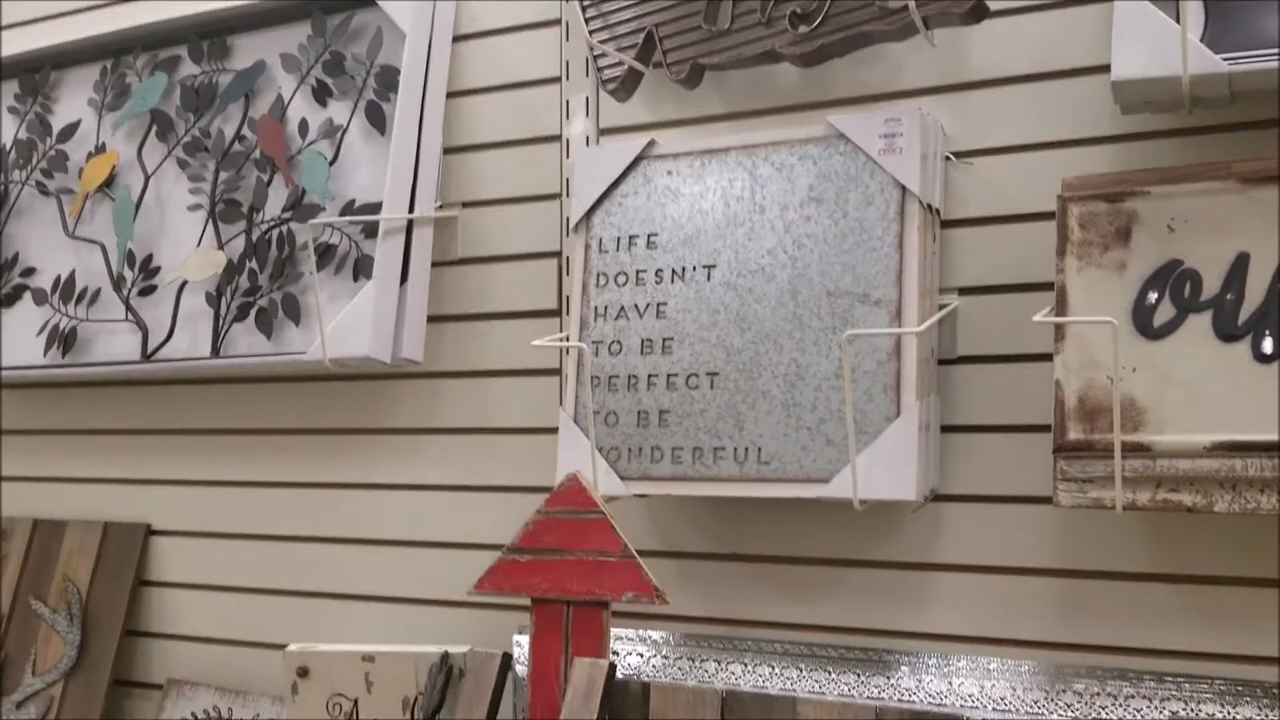 LIFE
DOESN'T
HAVE
TO BE
PERFECT
TO BE
WONDERFUL